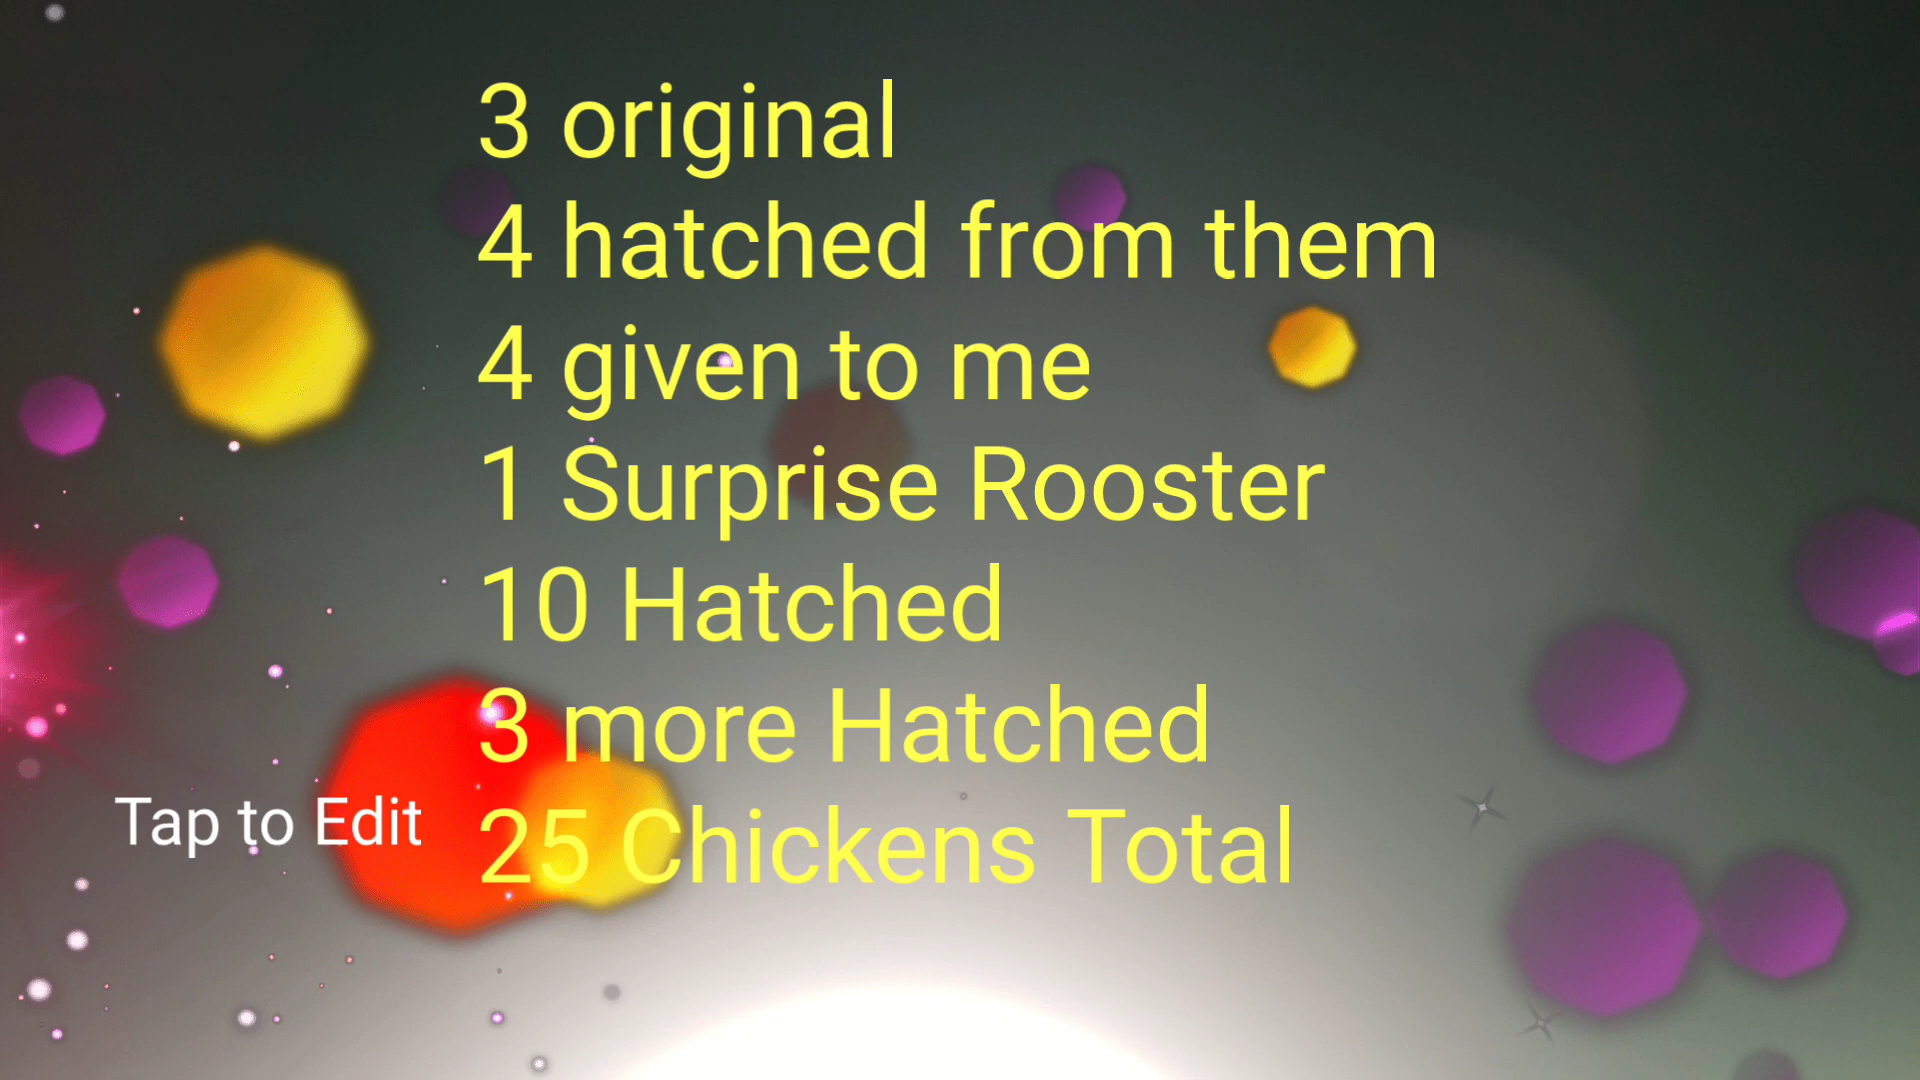 3 original
4 hatched from them
4 given to me
1 Surprise Rooster
10 Hatched
3 more Hatched
25 Chickens Total
Tap to Edit